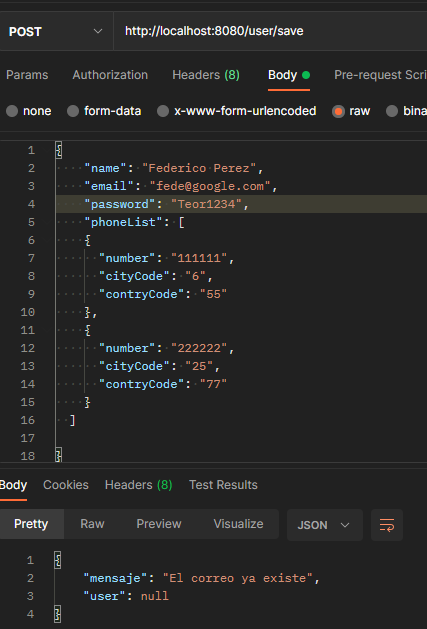 POST http://localhost:8080/user/save
Params Authorization Headers (8) Body Pre-request Scri
none form-data x-www-form-urlencoded raw bina
1 {
2 "name": "Federico Perez",
3 "email": "fede@google.com",
4 "password": "Teor1234",
5 "phoneList": [
6 {
7 "number": "111111",
8 "cityCode": "6",
9 "contryCode": "55"
10 },
11 {
12 "number": "222222",
13 "cityCode": "25",
14 "contryCode": "77"
15 }
16 ]
17
18 }
Body Cookies Headers (8) Test Results
Pretty Raw Preview Visualize JSON
1 {
2 "mensaje": "El correo ya existe",
3 "user": null
4 }